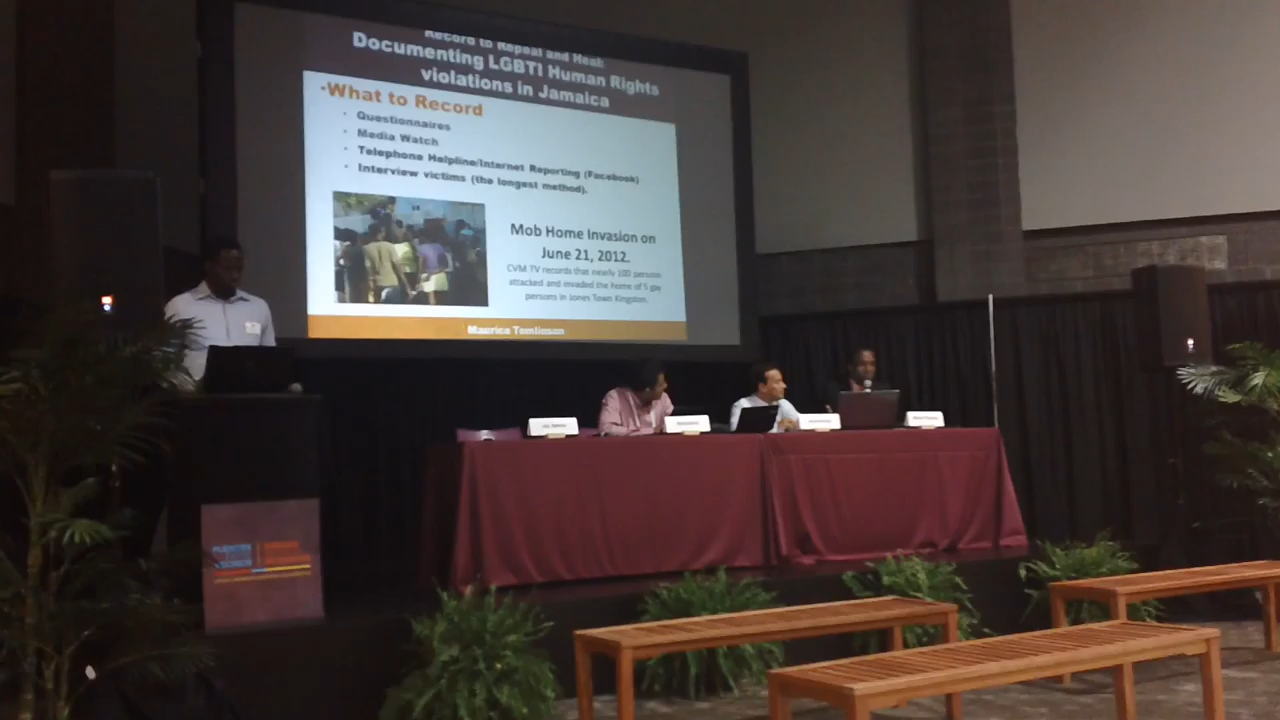 Record to Repeal and Heal:
Documenting LGBTI Human Rights
violations in Jamaica
•What to Record
• Questionnaires
• Media Watch
• Telephone Helpline/Internet Reporting (Facebook)
• Interview victims (the longest method).
Mob Home Invasion on
June 21, 2012.
CVM TV records that nearly 100 persons
attacked and invaded the home of 5 gay
persons in Jones Town Kingdon.
Maurice Tomlinson